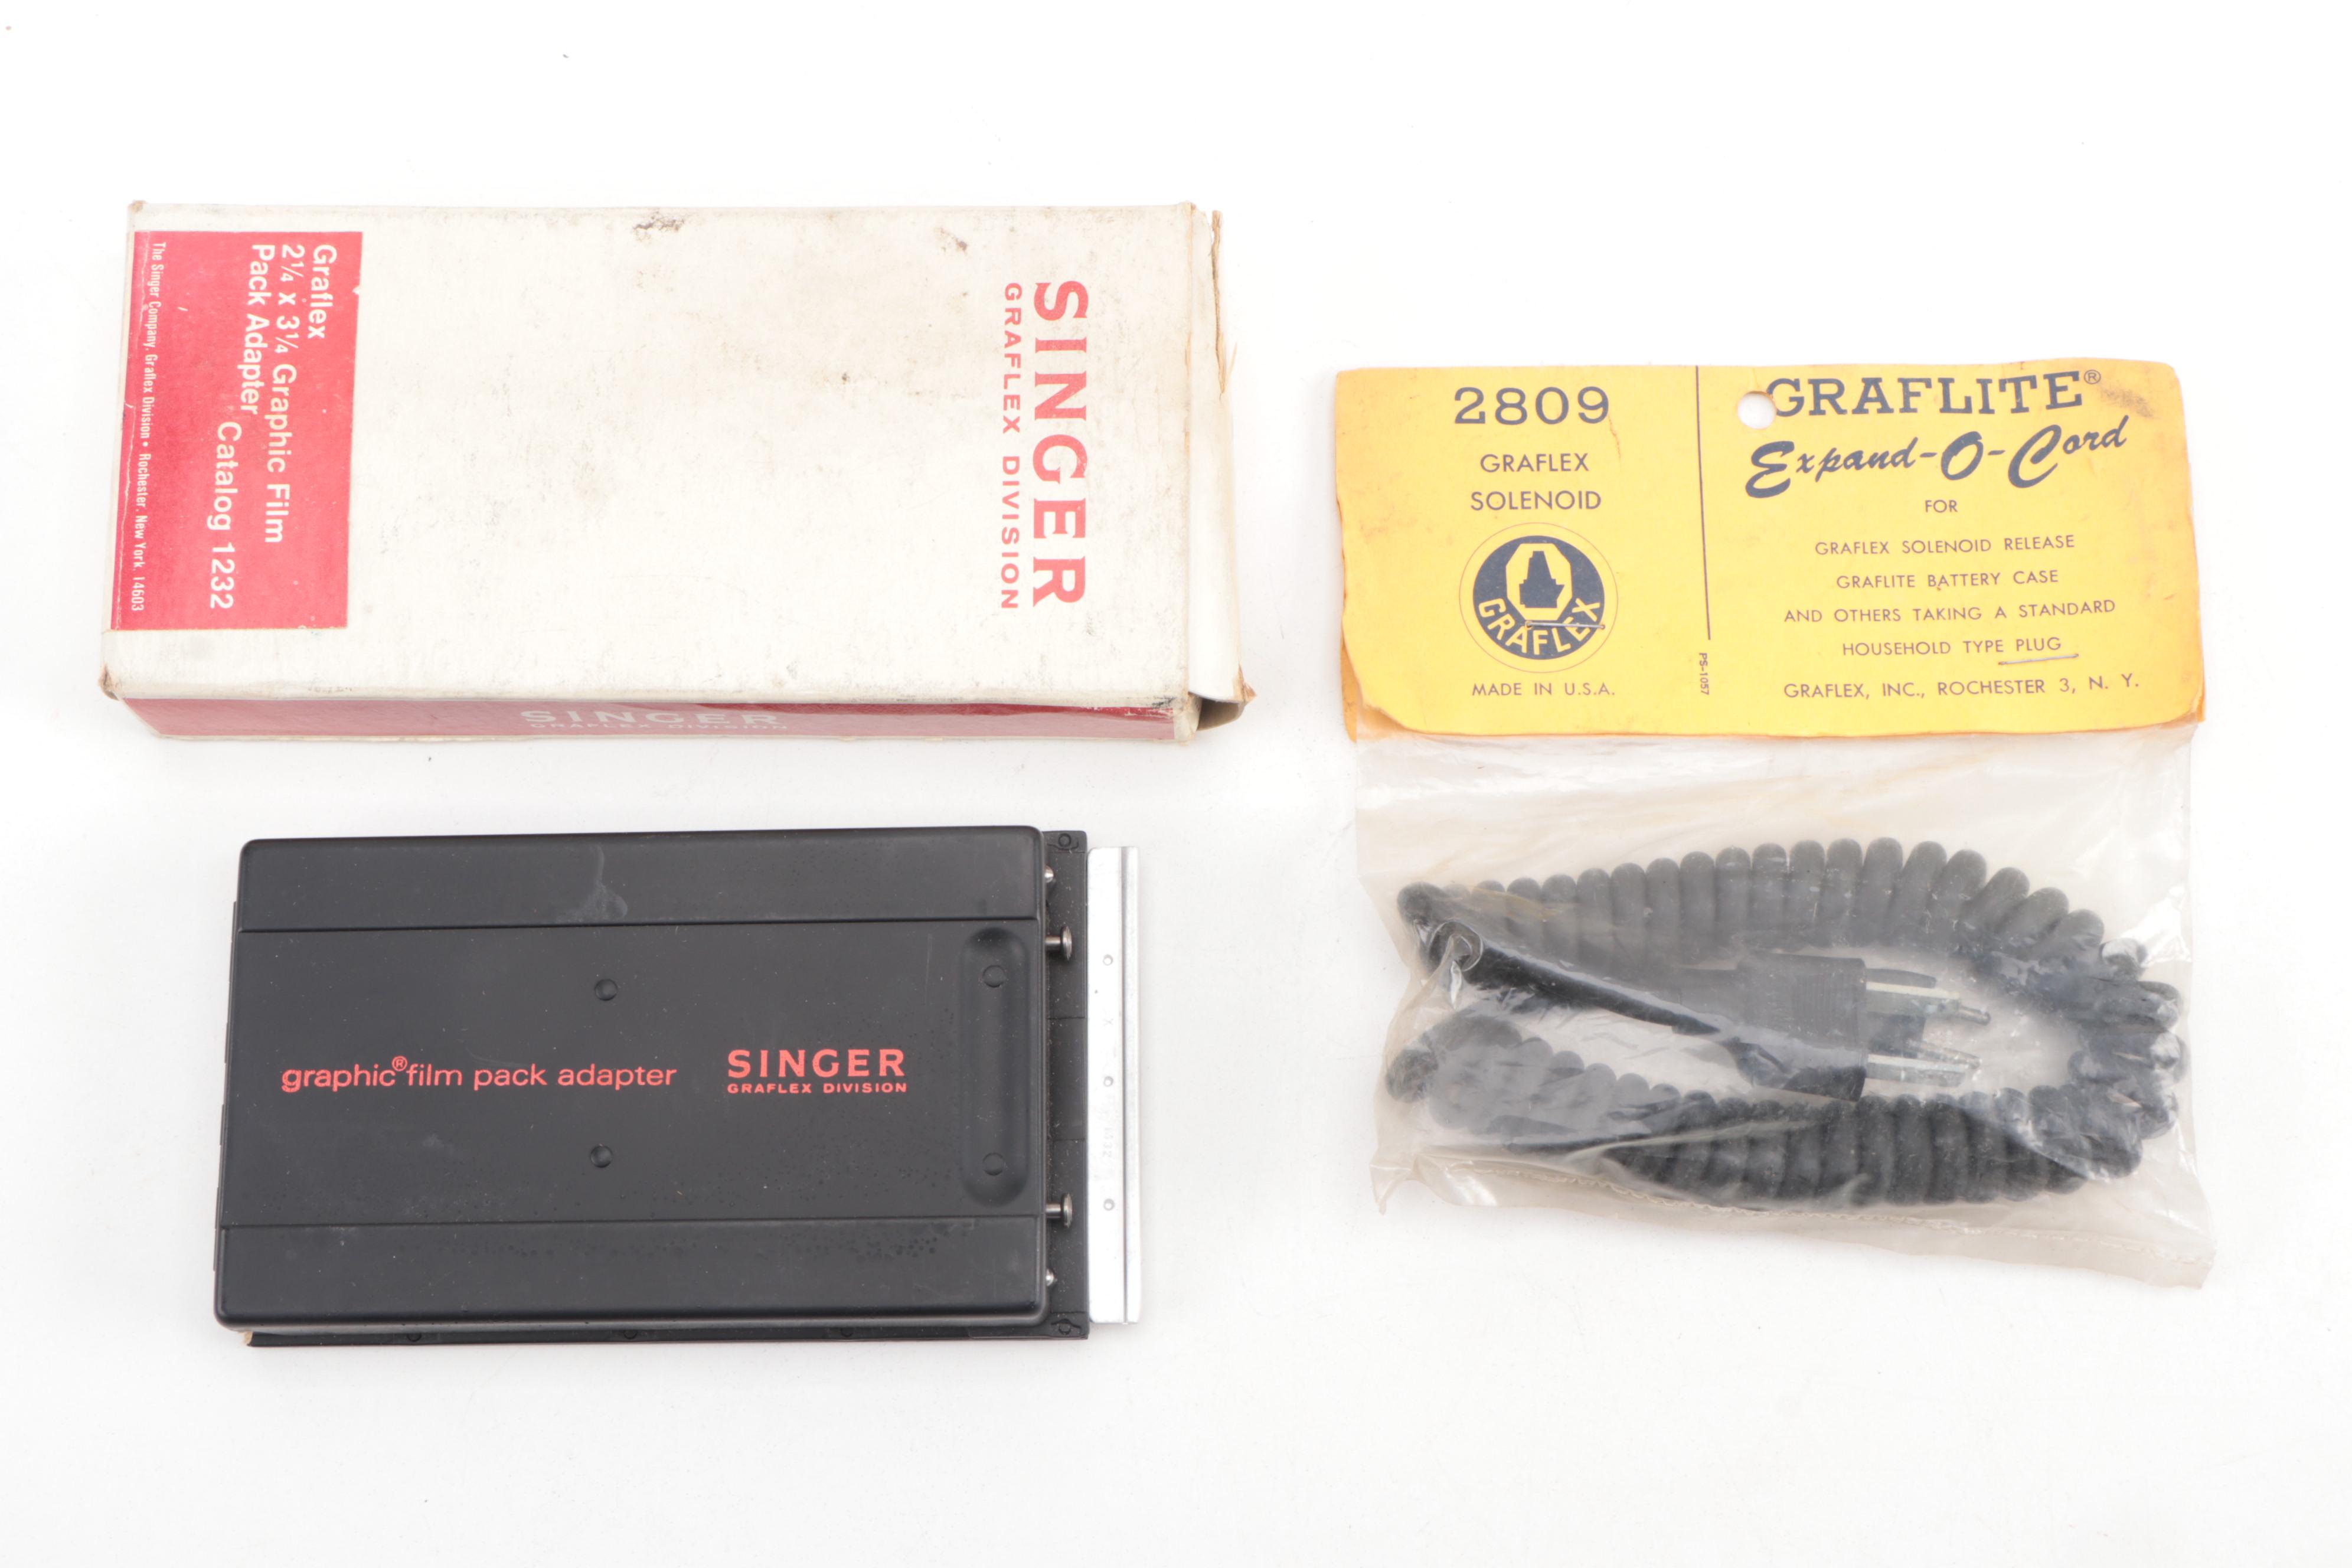 Graflex
2¼ x 3¼ Graphic Film
Pack Adapter
Catalog 1232
The Singer Company, Graflex Division • Rochester, New York, 14603
SINGER
GRAFLEX DIVISION
SINGER
GRAFLEX DIVISION
graphic® film pack adapter
SINGER
GRAFLEX DIVISION
2809
GRAFLEX
SOLENOID
GRAFLEX
MADE IN U.S.A.
PS-1057
GRAFLITE®
Expand-O-Cord
FOR
GRAFLEX SOLENOID RELEASE
GRAFLITE BATTERY CASE
AND OTHERS TAKING A STANDARD
HOUSEHOLD TYPE PLUG
GRAFLEX, INC., ROCHESTER 3, N. Y.